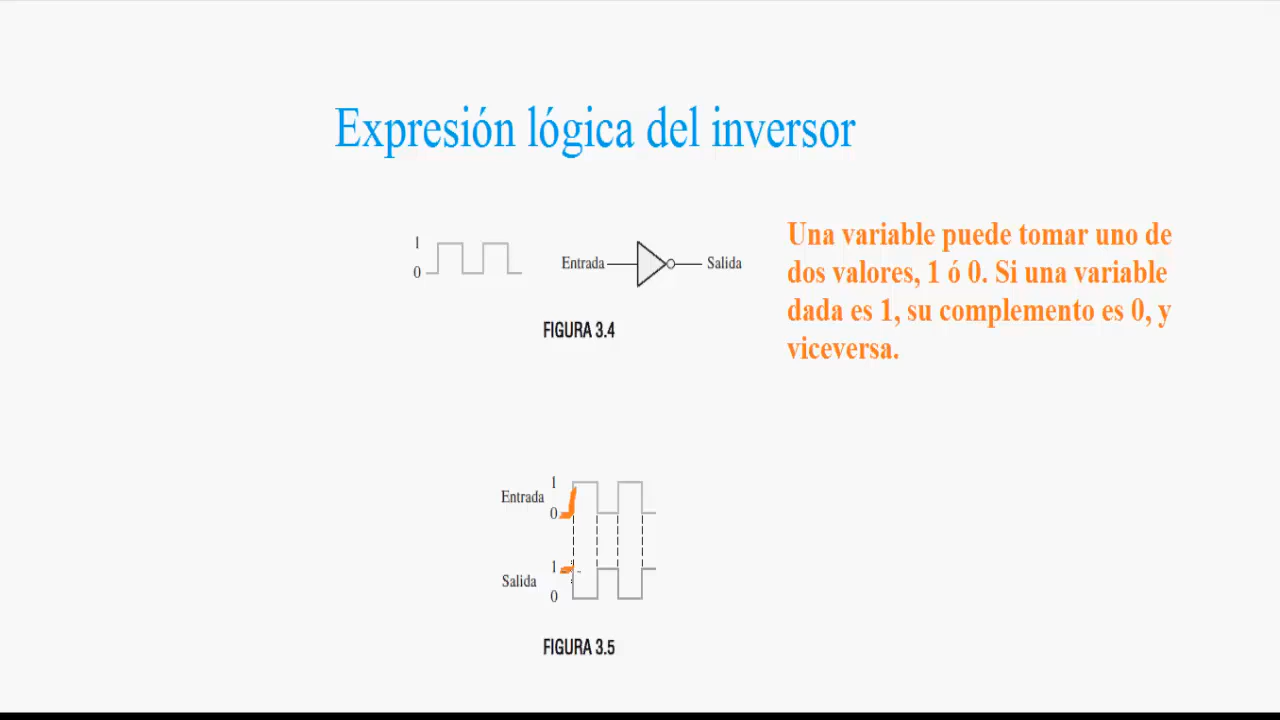 Expresión lógica del inversor
1
0
Entrada
Salida
FIGURA 3.4
Una variable puede tomar uno de
dos valores, 1 ó 0. Si una variable
dada es 1, su complemento es 0, y
viceversa.
Entrada
1
0
Salida
1
0
FIGURA 3.5